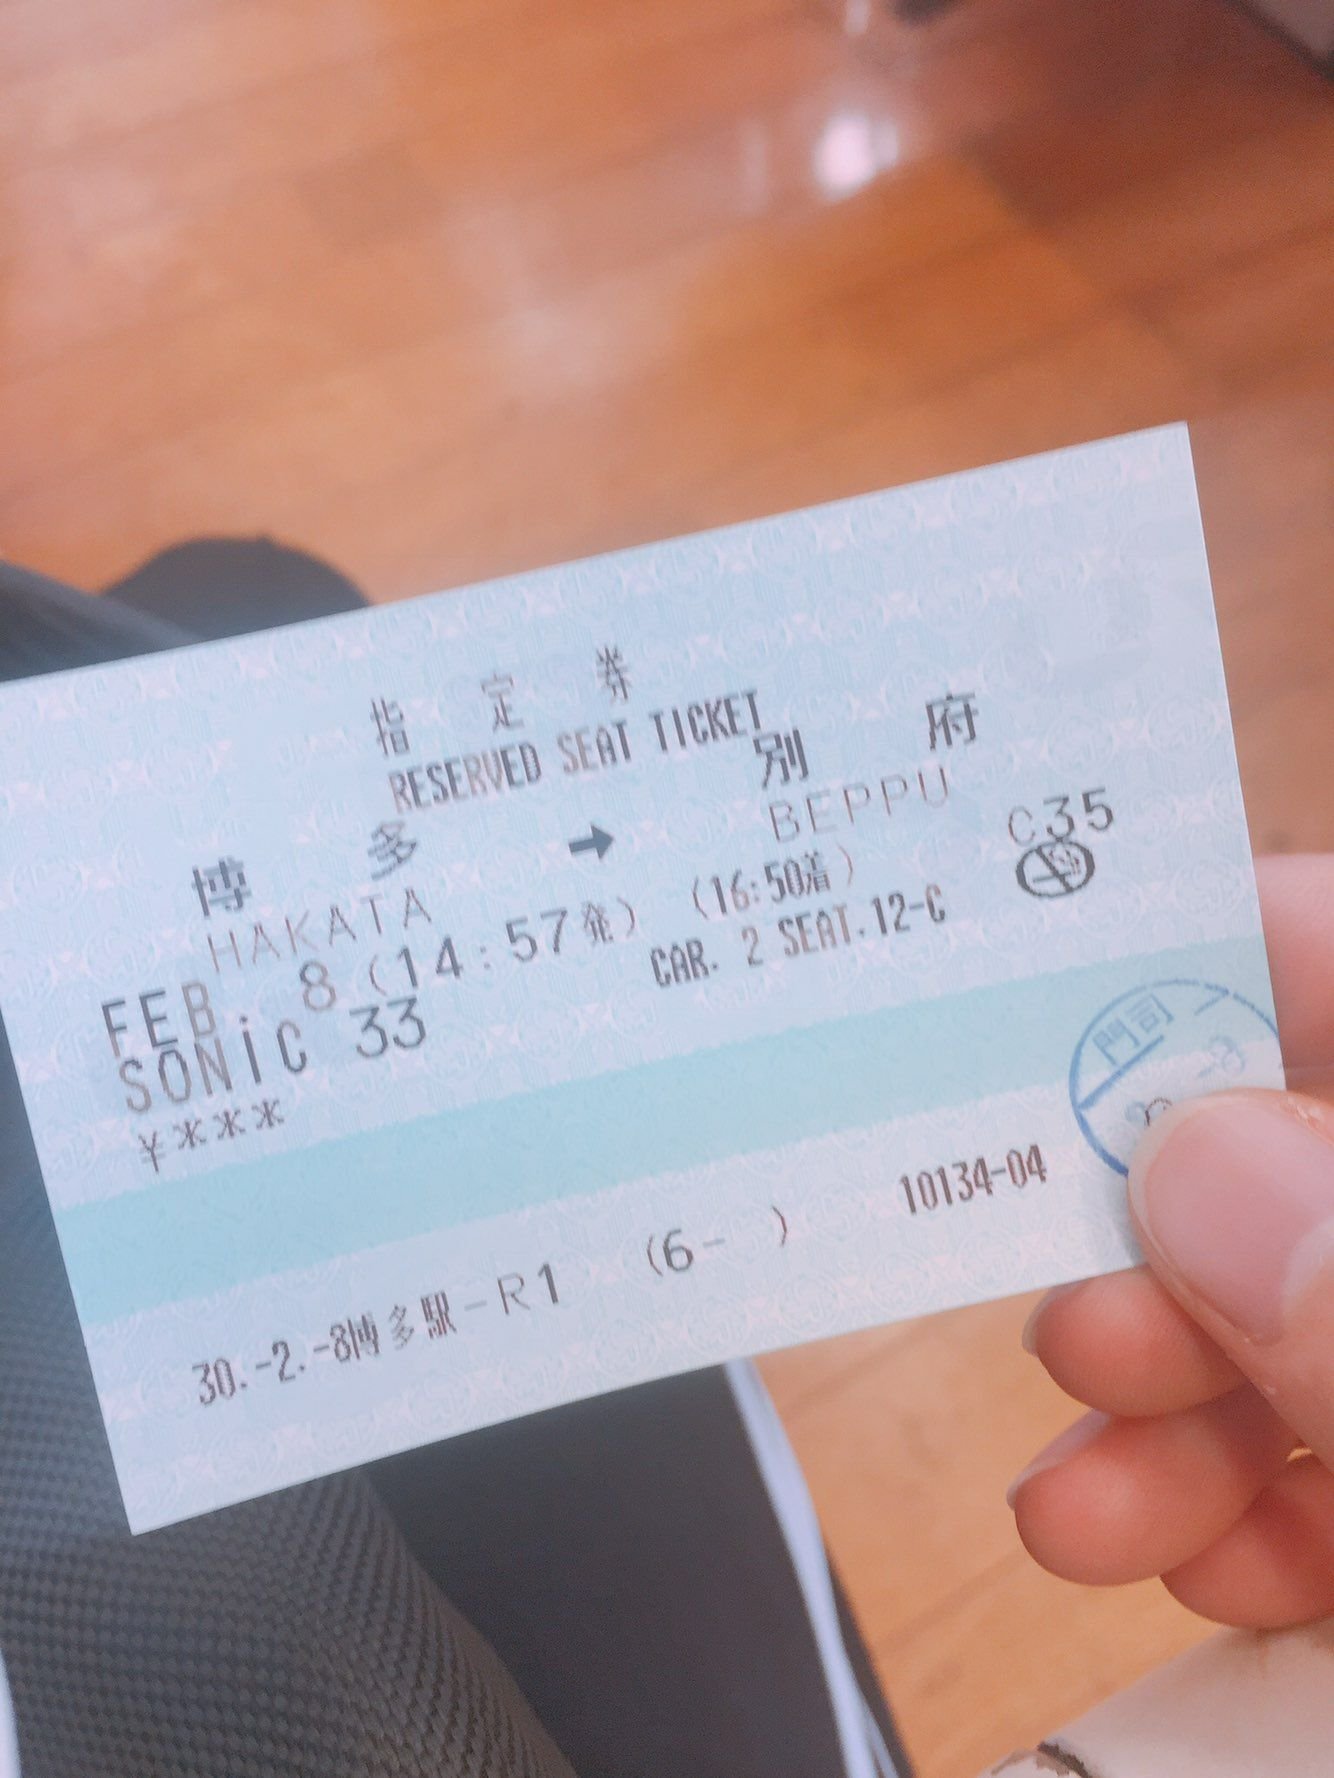 指定券
RESERVED SEAT TICKET
博多 → 別府
HAKATA BEPPU
FEB. 8 (14:57発) (16:50着) C35
SONIC 33 CAR. 2 SEAT.12-C
¥***
門司
10134-04
30.-2.-8博多駅-R1 (6- )